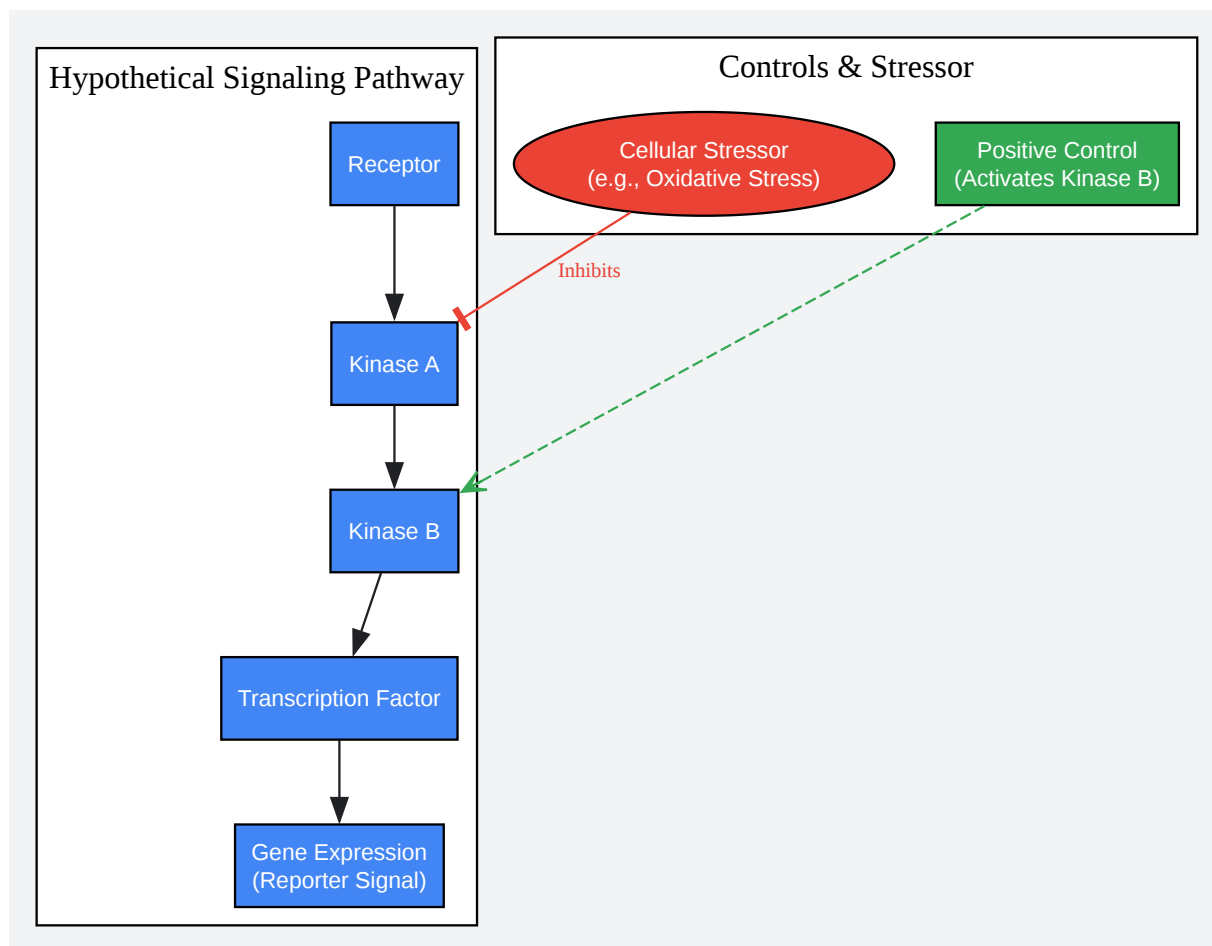 Hypothetical Signaling Pathway
Receptor
Kinase A
Kinase B
Transcription Factor
Gene Expression
(Reporter Signal)
Controls & Stressor
Cellular Stressor
(e.g., Oxidative Stress)
Positive Control
(Activates Kinase B)
Inhibits